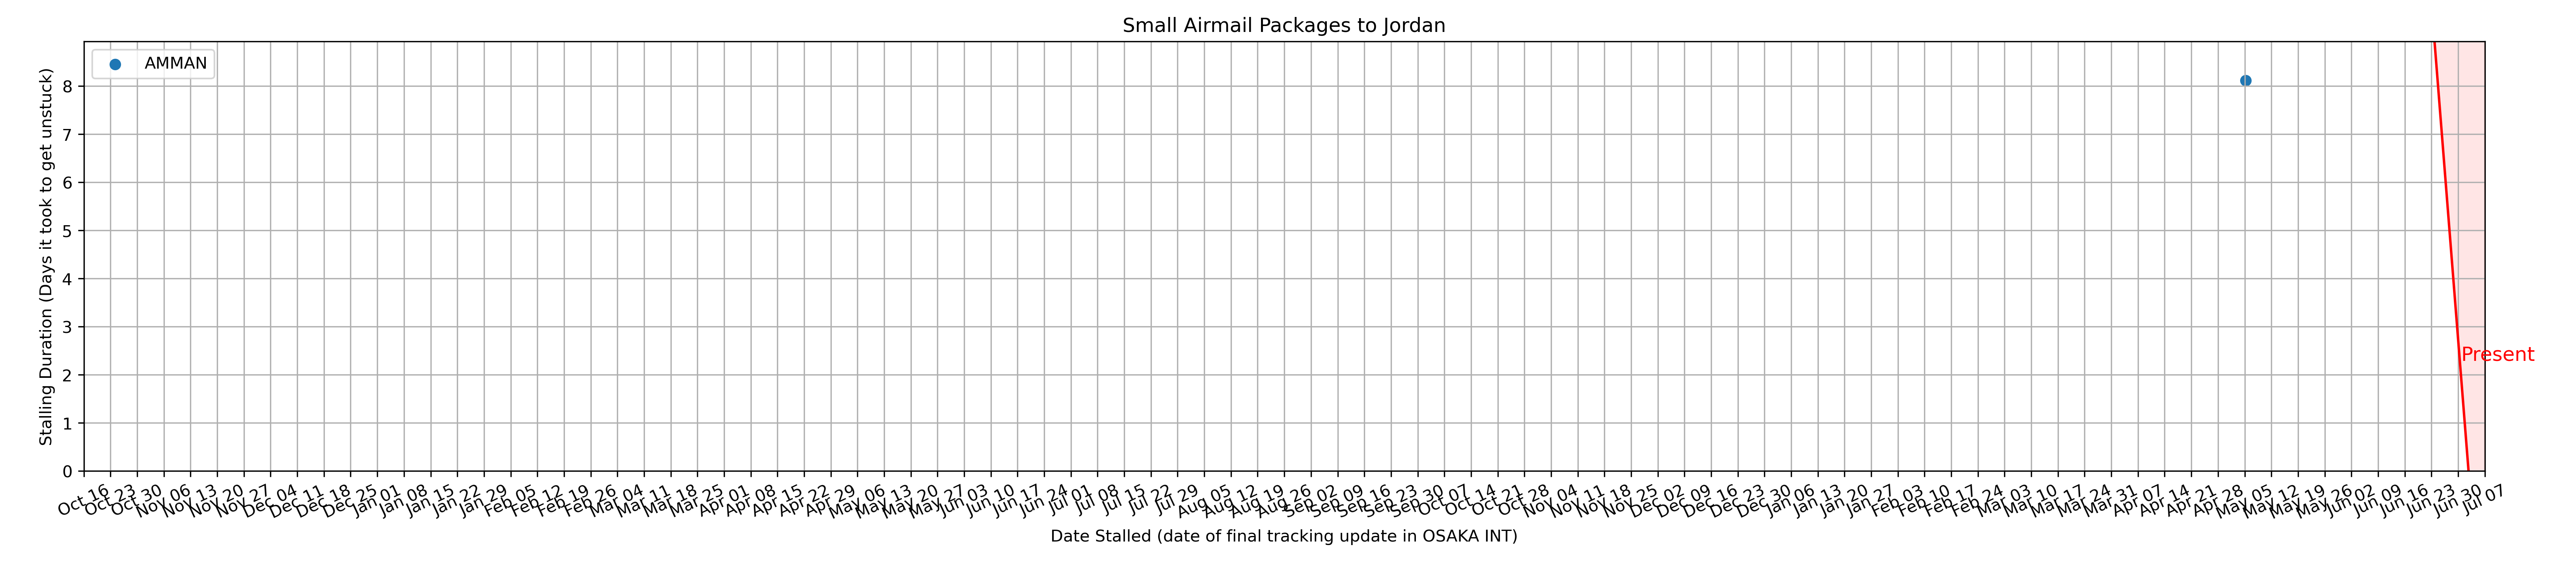 Small Airmail Packages to Jordan
AMMAN
Stalling Duration (Days it took to get unstuck)
8
7
6
5
4
3
2
1
0
Present
Oct 16 Oct 23 Oct 30 Nov 06 Nov 13 Nov 20 Nov 27 Dec 04 Dec 11 Dec 18 Dec 25 Jan 01 Jan 08 Jan 15 Jan 22 Jan 29 Feb 05 Feb 12 Feb 19 Feb 26 Mar 04 Mar 11 Mar 18 Mar 25 Apr 01 Apr 08 Apr 15 Apr 22 Apr 29 May 06 May 13 May 20 May 27 Jun 03 Jun 10 Jun 17 Jun 24 Jul 01 Jul 08 Jul 15 Jul 22 Jul 29 Aug 05 Aug 12 Aug 19 Aug 26 Sep 02 Sep 09 Sep 16 Sep 23 Sep 30 Oct 07 Oct 14 Oct 21 Oct 28 Nov 04 Nov 11 Nov 18 Nov 25 Dec 02 Dec 09 Dec 16 Dec 23 Dec 30 Jan 06 Jan 13 Jan 20 Jan 27 Feb 03 Feb 10 Feb 17 Feb 24 Mar 03 Mar 10 Mar 17 Mar 24 Mar 31 Apr 07 Apr 14 Apr 21 Apr 28 May 05 May 12 May 19 May 26 Jun 02 Jun 09 Jun 16 Jun 23 Jun 30 Jul 07
Date Stalled (date of final tracking update in OSAKA INT)